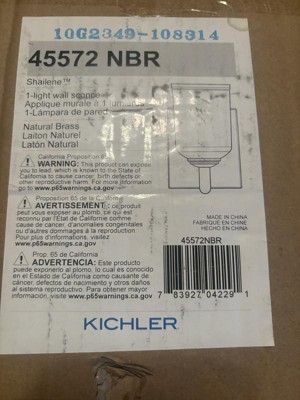 10G2349-108314
45572 NBR
Shailene™
1-light wall sconce
Applique murale à 1 lumières
1-Lámpara de pared
Natural Brass
Laiton Naturel
Latón Natural
California Proposition 65
WARNING: This product can expose
you to lead, which is known to the State of
California to cause cancer, birth defects or
other reproductive harm. For more information
go to www.p65warnings.ca.gov
Proposition 65 de la Californie
AVERTISSEMENT: Ce produit
peut vous exposer au plomb, ce qui est
reconnu par l'État de Californie comme
étant cause de cancer, d'anomalies congénitales
ou d'autres dommages à la reproduction.
Pour plus d'information, visitez
www.p65warnings.ca.gov
Prop. 65 de California
ADVERTENCIA: Este producto
puede exponerlo al plomo, lo cual es conocido
en el Estado de California como causante de
cáncer, defectos de nacimiento y otros daños
al sistema reproductivo. Para obtener mayor
información www.p65warnings.ca.gov
MADE IN CHINA
FABRIQUÉ EN CHINE
HECHO EN CHINA
45572NBR
7 83927 04229 1
KICHLER